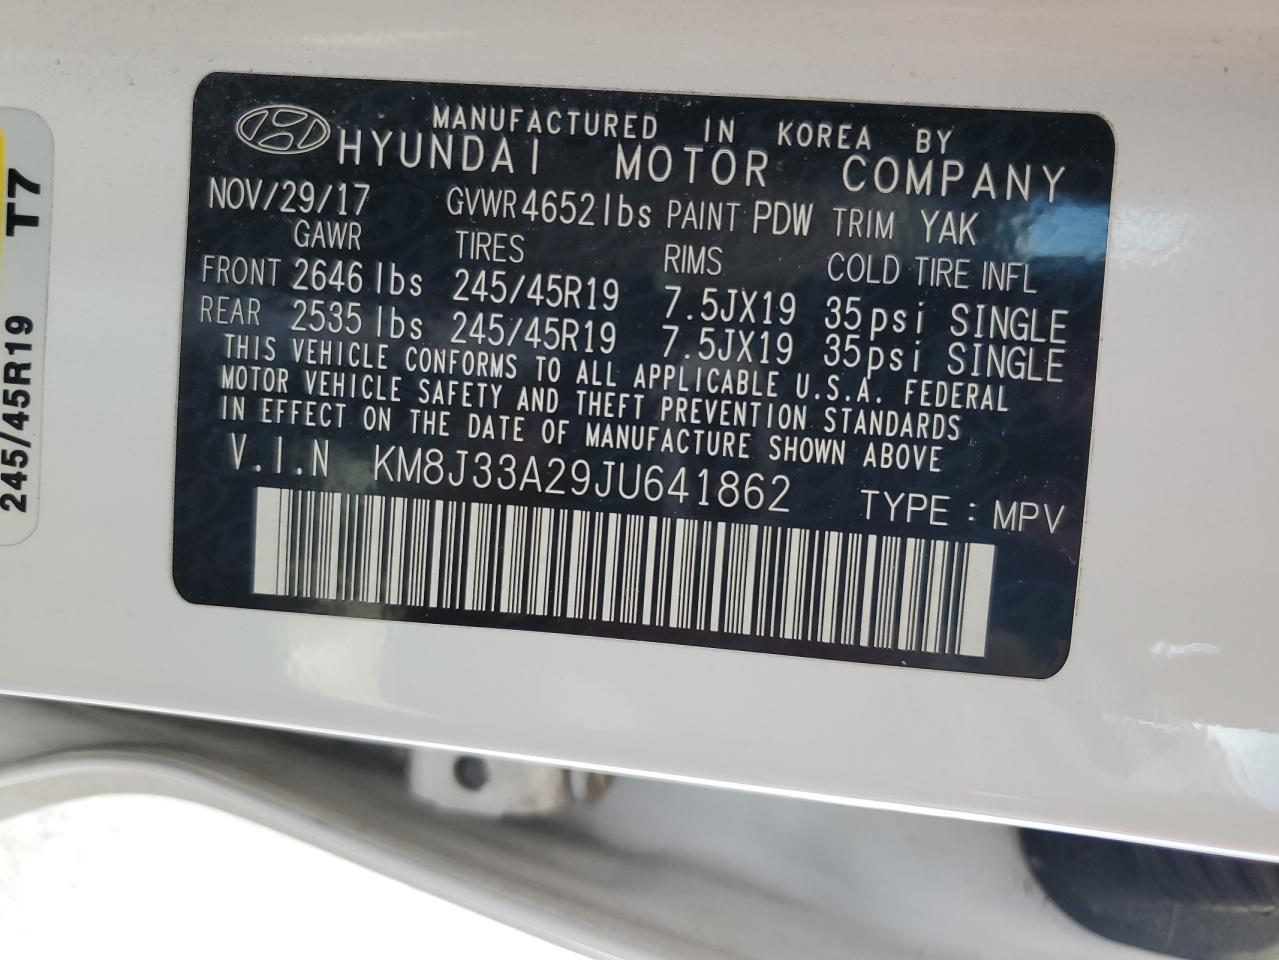 MANUFACTURED IN KOREA BY
HYUNDAI MOTOR COMPANY
NOV/29/17 GVWR 4652 lbs PAINT PDW TRIM YAK
GAWR TIRES RIMS COLD TIRE INFL
FRONT 2646 lbs 245/45R19 7.5JX19 35psi SINGLE
REAR 2535 lbs 245/45R19 7.5JX19 35psi SINGLE
THIS VEHICLE CONFORMS TO ALL APPLICABLE U.S.A. FEDERAL
MOTOR VEHICLE SAFETY AND THEFT PREVENTION STANDARDS
IN EFFECT ON THE DATE OF MANUFACTURE SHOWN ABOVE
V.I.N KM8J33A29JU641862 TYPE : MPV
245/45R19 T7